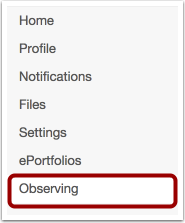 Home
Profile
Notifications
Files
Settings
ePortfolios
Observing